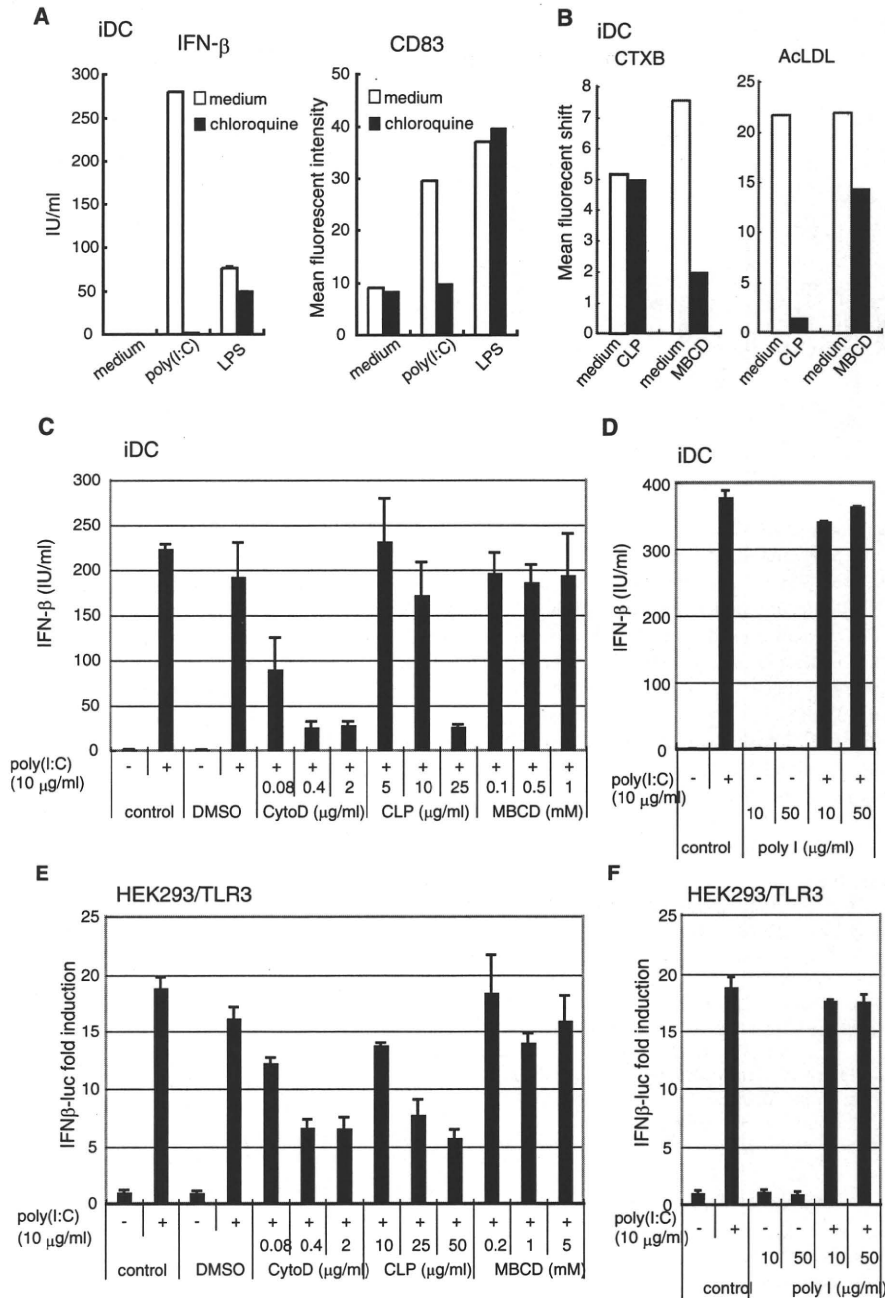 A
iDC
IFN-β
CD83
IU/ml
300
250
200
150
100
50
0
medium
chloroquine
medium
poly(I:C)
LPS
Mean fluorescent intensity
50
40
30
20
10
0
medium
chloroquine
medium
poly(I:C)
LPS
B
iDC
CTXB
AcLDL
Mean fluorecent shift
8
7
6
5
4
3
2
1
0
medium
CLP
medium
MBCD
25
20
15
10
5
0
medium
CLP
medium
MBCD
C
iDC
IFN-β (IU/ml)
300
250
200
150
100
50
0
poly(I:C) - + - + + + + + + + + + +
(10 μg/ml) 0.08 0.4 2 5 10 25 0.1 0.5 1
control DMSO CytoD (μg/ml) CLP (μg/ml) MBCD (mM)
D
iDC
IFN-β (IU/ml)
400
300
200
100
0
poly(I:C) - + - - + +
(10 μg/ml) 10 50 10 50
control poly I (μg/ml)
E
HEK293/TLR3
IFNβ-luc fold induction
25
20
15
10
5
0
poly(I:C) - + - + + + + + + + + + +
(10 μg/ml) 0.08 0.4 2 10 25 50 0.2 1 5
control DMSO CytoD (μg/ml) CLP (μg/ml) MBCD (mM)
F
HEK293/TLR3
IFNβ-luc fold induction
25
20
15
10
5
0
poly(I:C) - + - - + +
(10 μg/ml) 10 50 10 50
control poly I (μg/ml)